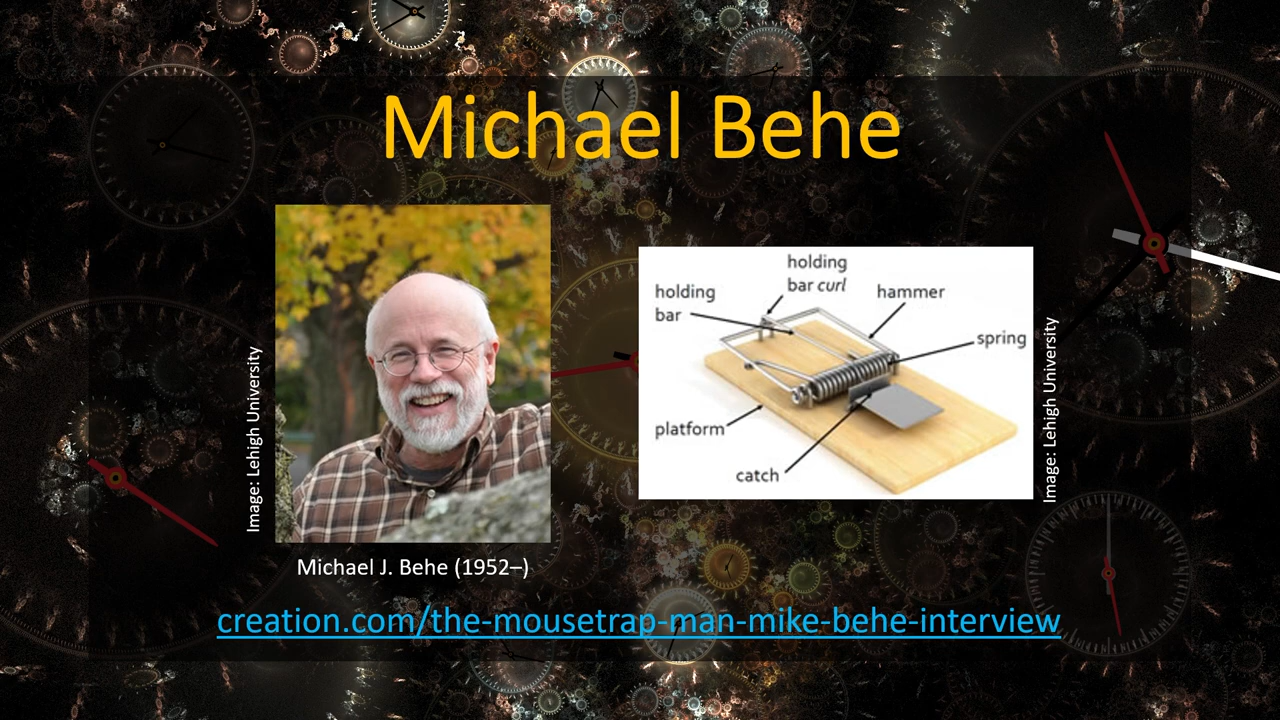 Michael Behe
Image: Lehigh University
Michael J. Behe (1952–)
holding
bar curl
holding
bar
hammer
spring
platform
catch
Image: Lehigh University
creation.com/the-mousetrap-man-mike-behe-interview